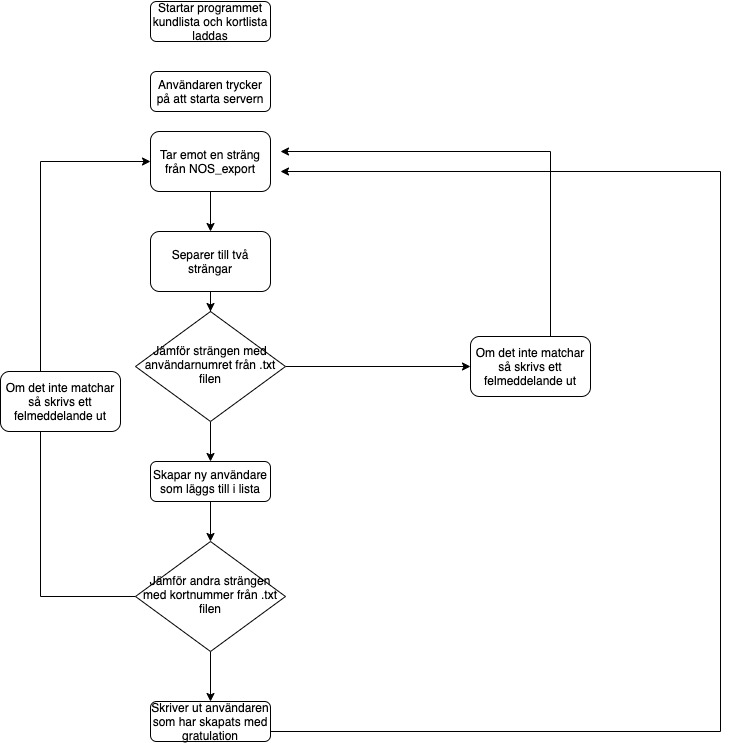 Startar programmet
kundlista och kortlista
laddas
Användaren trycker
på att starta servern
Tar emot en sträng
från NOS_export
Separer till två
strängar
Jämför strängen med
användarnumret från .txt
filen
Om det inte matchar
så skrivs ett
felmeddelande ut
Om det inte matchar
så skrivs ett
felmeddelande ut
Skapar ny användare
som läggs till i lista
Jämför andra strängen
med kortnummer från .txt
filen
Skriver ut användaren
som har skapats med
gratulation